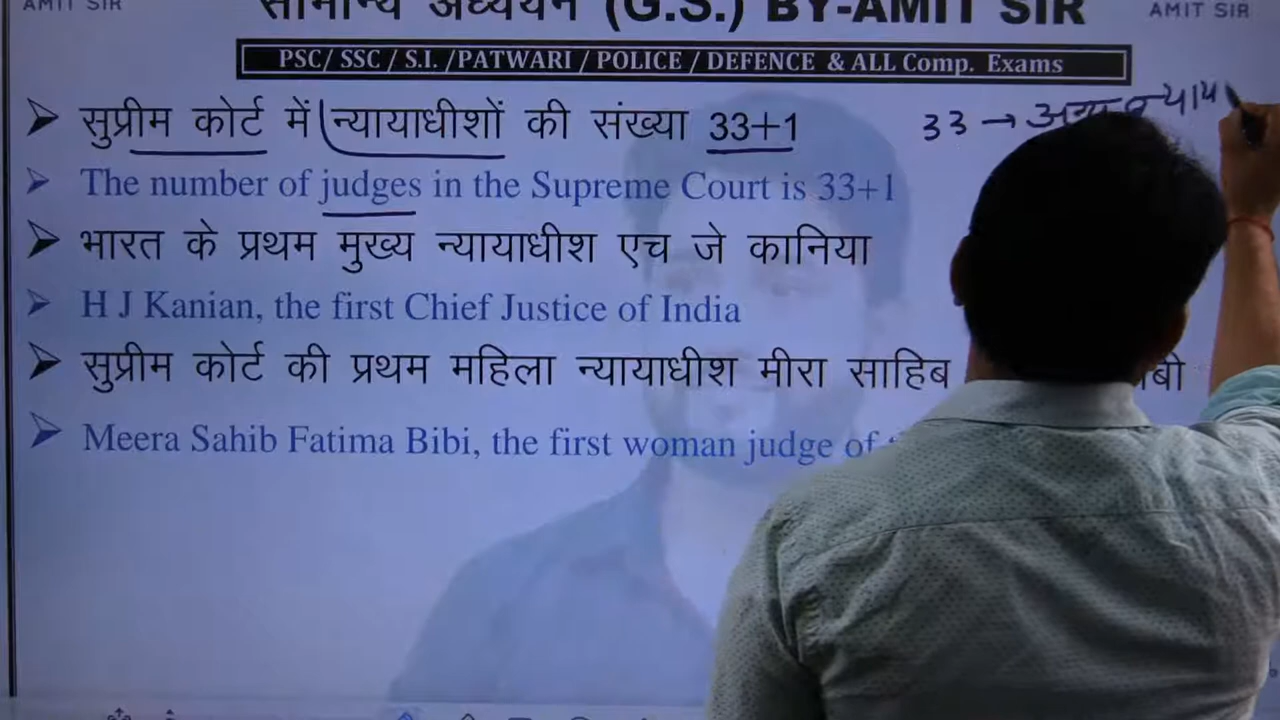 AMIT SIR
सामान्य अध्ययन (G.S.) BY-AMIT SIR
AMIT SIR
PSC/ SSC / S.I. /PATWARI / POLICE / DEFENCE & ALL Comp. Exams
सुप्रीम कोर्ट में न्यायाधीशों की संख्या 33+1
33 →
The number of judges in the Supreme Court is 33+1
भारत के प्रथम मुख्य न्यायाधीश एच जे कानिया
H J Kanian, the first Chief Justice of India
सुप्रीम कोर्ट की प्रथम महिला न्यायाधीश मीरा साहिब
Meera Sahib Fatima Bibi, the first woman judge of